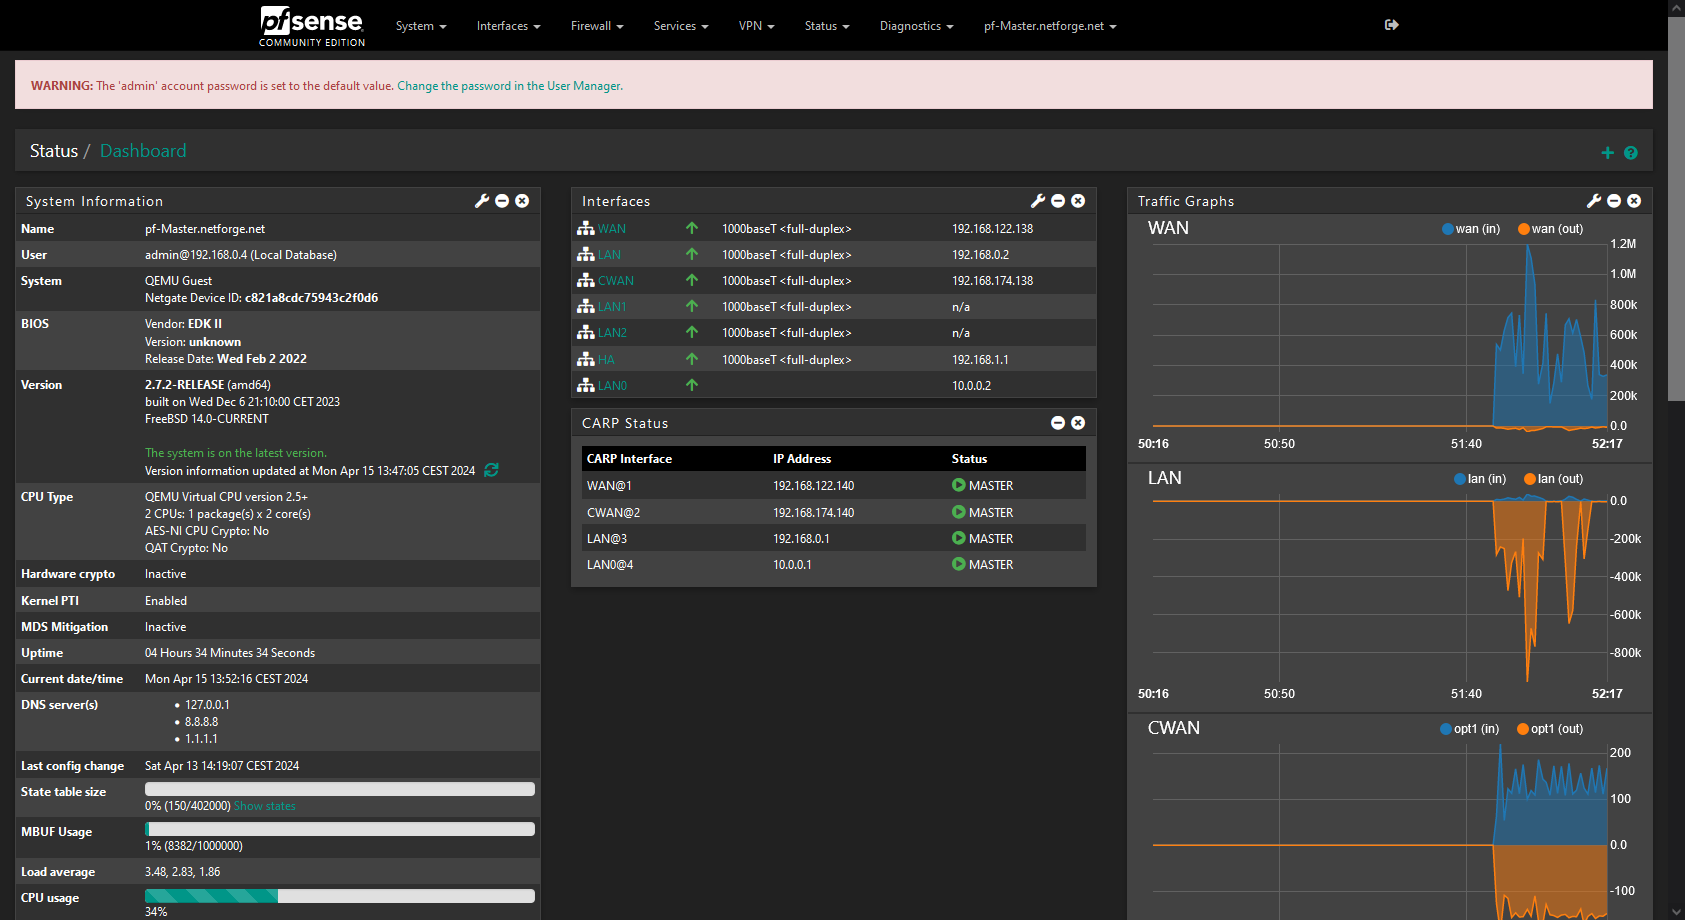 pfsense
COMMUNITY EDITION
System
Interfaces
Firewall
Services
VPN
Status
Diagnostics
pf-Master.netforge.net
WARNING: The 'admin' account password is set to the default value. Change the password in the User Manager.
Status / Dashboard
System Information
Name pf-Master.netforge.net
User admin@192.168.0.4 (Local Database)
System QEMU Guest
Netgate Device ID: c821a8cdc75943c2f0d6
BIOS Vendor: EDK II
Version: unknown
Release Date: Wed Feb 2 2022
Version 2.7.2-RELEASE (amd64)
built on Wed Dec 6 21:10:00 CET 2023
FreeBSD 14.0-CURRENT
The system is on the latest version.
Version information updated at Mon Apr 15 13:47:05 CEST 2024
CPU Type QEMU Virtual CPU version 2.5+
2 CPUs: 1 package(s) x 2 core(s)
AES-NI CPU Crypto: No
QAT Crypto: No
Hardware crypto Inactive
Kernel PTI Enabled
MDS Mitigation Inactive
Uptime 04 Hours 34 Minutes 34 Seconds
Current date/time Mon Apr 15 13:52:16 CEST 2024
DNS server(s) • 127.0.0.1
• 8.8.8.8
• 1.1.1.1
Last config change Sat Apr 13 14:19:07 CEST 2024
State table size
0% (150/402000) Show states
MBUF Usage
1% (8382/1000000)
Load average 3.48, 2.83, 1.86
CPU usage
34%
Interfaces
WAN 1000baseT <full-duplex> 192.168.122.138
LAN 1000baseT <full-duplex> 192.168.0.2
CWAN 1000baseT <full-duplex> 192.168.174.138
LAN1 1000baseT <full-duplex> n/a
LAN2 1000baseT <full-duplex> n/a
HA 1000baseT <full-duplex> 192.168.1.1
LAN0 10.0.0.2
CARP Status
CARP Interface IP Address Status
WAN@1 192.168.122.140 MASTER
CWAN@2 192.168.174.140 MASTER
LAN@3 192.168.0.1 MASTER
LAN0@4 10.0.0.1 MASTER
Traffic Graphs
WAN
wan (in) wan (out)
1.2M
1.0M
800k
600k
400k
200k
0.0
50:16 50:50 51:40 52:17
LAN
lan (in) lan (out)
0.0
-200k
-400k
-600k
-800k
50:16 50:50 51:40 52:17
CWAN
opt1 (in) opt1 (out)
200
100
0.0
-100